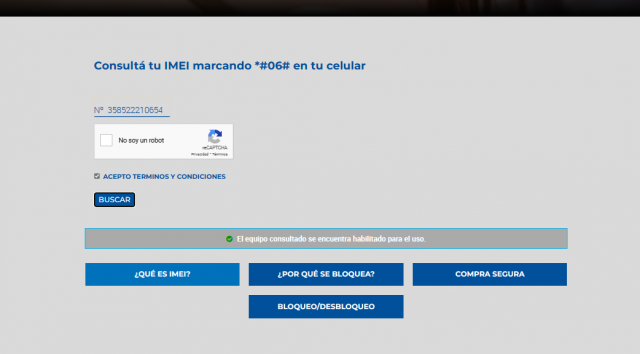 Consultá tu IMEI marcando *#06# en tu celular
Nº 358522210654
No soy un robot
reCAPTCHA
Privacidad - Términos
ACEPTO TERMINOS Y CONDICIONES
BUSCAR
El equipo consultado se encuentra habilitado para el uso.
¿QUÉ ES IMEI?
¿POR QUÉ SE BLOQUEA?
COMPRA SEGURA
BLOQUEO/DESBLOQUEO